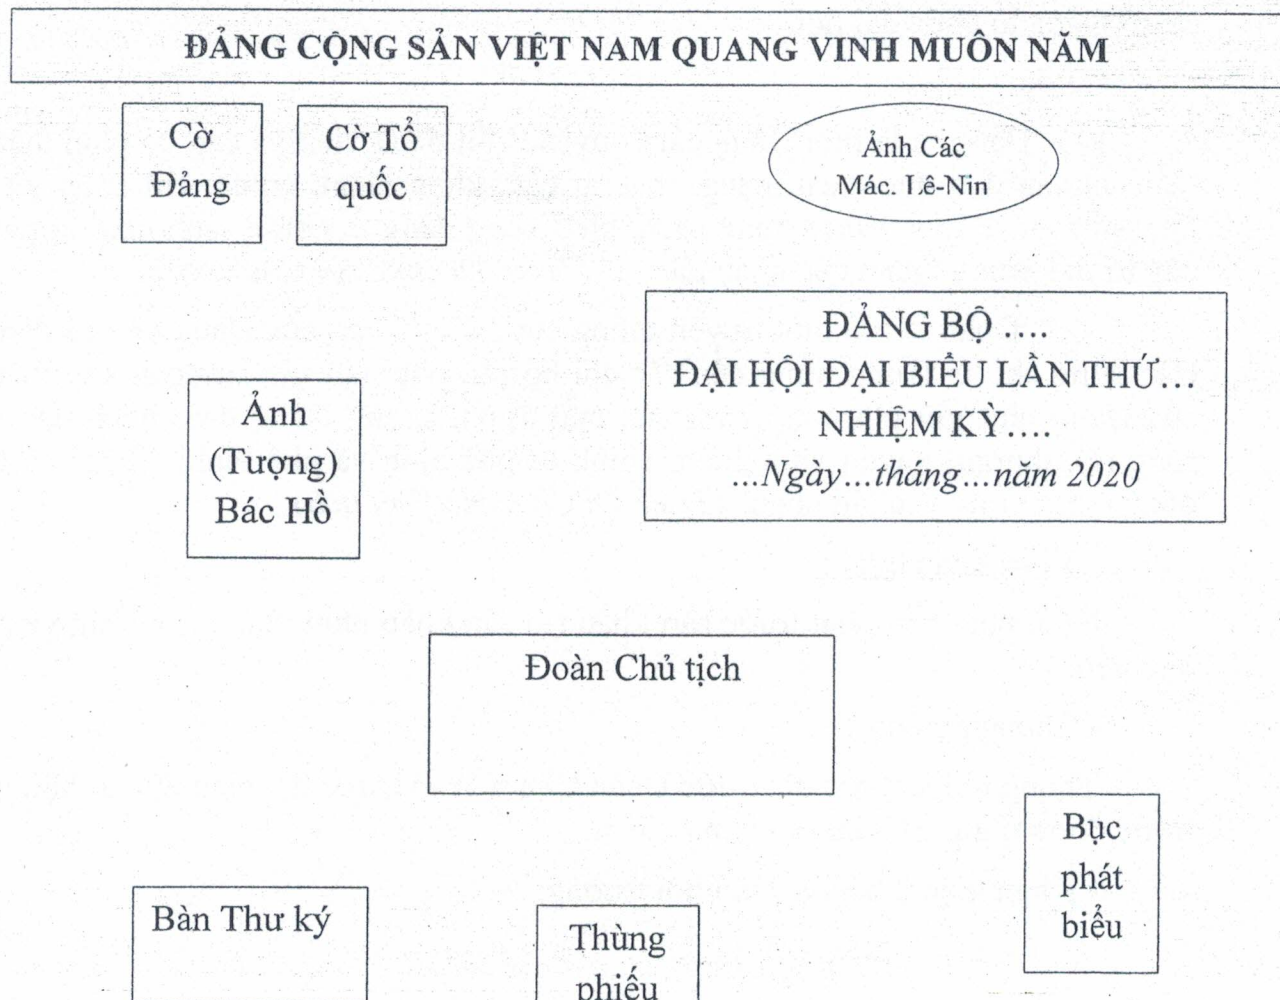 ĐẢNG CỘNG SẢN VIỆT NAM QUANG VINH MUÔN NĂM
Cờ
Đảng
Cờ Tổ
quốc
Ảnh Các
Mác. Lê-Nin
ĐẢNG BỘ ....
ĐẠI HỘI ĐẠI BIỂU LẦN THỨ...
NHIỆM KỲ....
...Ngày...tháng...năm 2020
Ảnh
(Tượng)
Bác Hồ
Đoàn Chủ tịch
Bục
phát
biểu
Bàn Thư ký
Thùng
phiếu